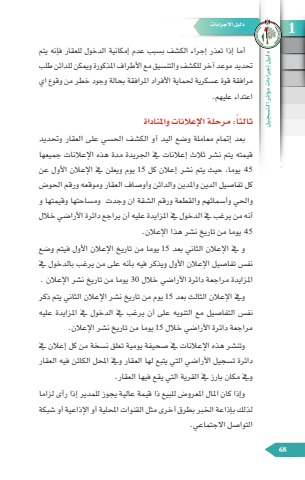 دليل الاجراءات
1
دليل إجراءات دوائر التسجيل
أما إذا تعذر إجراء الكشف بسبب عدم إمكانية الدخول للعقار فإنه يتم
تحديد موعد آخر للكشف والتنسيق مع الأطراف المذكورة ويمكن للدائن طلب
مرافقة قوة عسكرية لحماية الأفراد المرافقة بحالة وجود خطر من وقوع اي
اعتداء عليهم.
ثالثاً: مرحلة الإعلانات والمناداة
بعد إتمام معاملة وضع اليد أو الكشف الحسي على العقار وتحديد
قيمته يتم نشر ثلاث إعلانات في الجريدة مدة هذه الإعلانات جميعها
45 يوما، حيث يتم نشر إعلان كل 15 يوم ويعلن في الإعلان الأول عن
كل تفاصيل الدين والمدين والدائن وأوصاف العقار وموقعه ورقم الحوض
والحي وأسمائهم والقطعة ورقم الشقة ان وجدت ومساحتها وقيمتها و
أنه من يرغب في الدخول في المزايدة عليه أن يراجع دائرة الأراضي خلال
45 يوما من تاريخ نشر هذا الإعلان.
و في الإعلان الثاني بعد 15 يوما من تاريخ الإعلان الأول فيتم وضع
نفس تفاصيل الإعلان الأول ويذكر فيه بأنه على من يرغب بالدخول في
المزايدة مراجعة دائرة الأراضي خلال 30 يوما من تاريخ نشر الإعلان .
وفي الإعلان الثالث بعد 15 يوم من تاريخ نشر الإعلان الثاني يتم ذكر
نفس التفاصيل مع التنويه على أن يرغب في الدخول في المزايدة عليه
مراجعة دائرة الأراضي خلال 15 يوما من تاريخ نشر الإعلان.
وتنشر هذه الإعلانات في صحيفة يومية تعلق نسخة من كل إعلان في
دائرة تسجيل الأراضي التي يتبع لها العقار وفي المحل الكائن فيه العقار
وفي مكان بارز في القرية التي يقع فيها العقار.
وإذا كان المال المعروض للبيع ذا قيمة عالية يجوز للمدير إذا رأى لزاما
لذلك بإذاعة الخبر بطرق أخرى مثل القنوات المحلية أو الإذاعية أو شبكة
التواصل الاجتماعي.
68